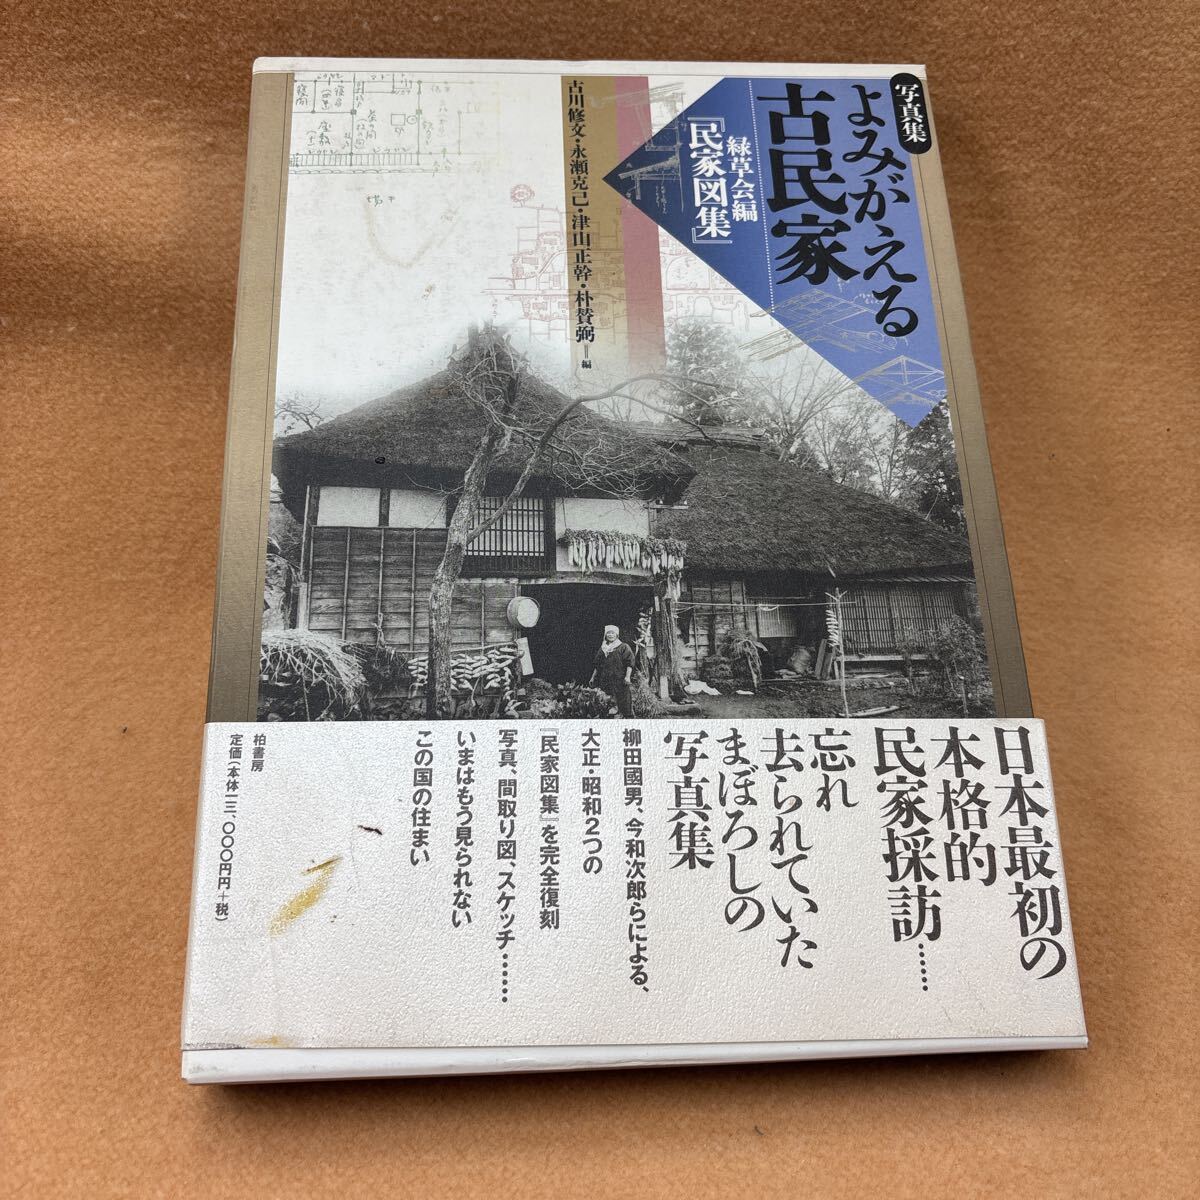 写真集
よみがえる
古民家
緑草会編
『民家図集』
古川修文・永瀬克己・津山正幹・朴賛弼=編
日本最初の
本格的
民家採訪……
忘れ
去られていた
まぼろしの
写真集
柳田國男、今和次郎らによる、
大正・昭和2つの
『民家図集』を完全復刻
写真、間取り図、スケッチ……
いまはもう見られない
この国の住まい
柏書房
定価(本体一三、〇〇〇円円+税)